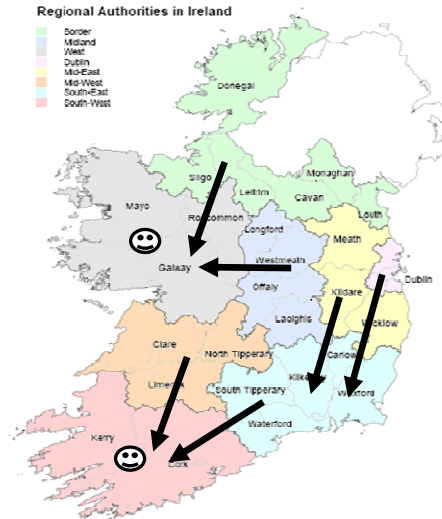 Regional Authorities in Ireland
Border
Midland
West
Dublin
Mid-East
Mid-West
South-East
South-West
Donegal
Sligo
Leitrim
Monaghan
Cavan
Louth
Mayo
Roscommon
Longford
Meath
Westmeath
Galway
Offaly
Dublin
Kildare
Laoighis
Wicklow
Clare
North Tipperary
Carlow
Limerick
South Tipperary
Kilkenny
Wexford
Waterford
Kerry
Cork